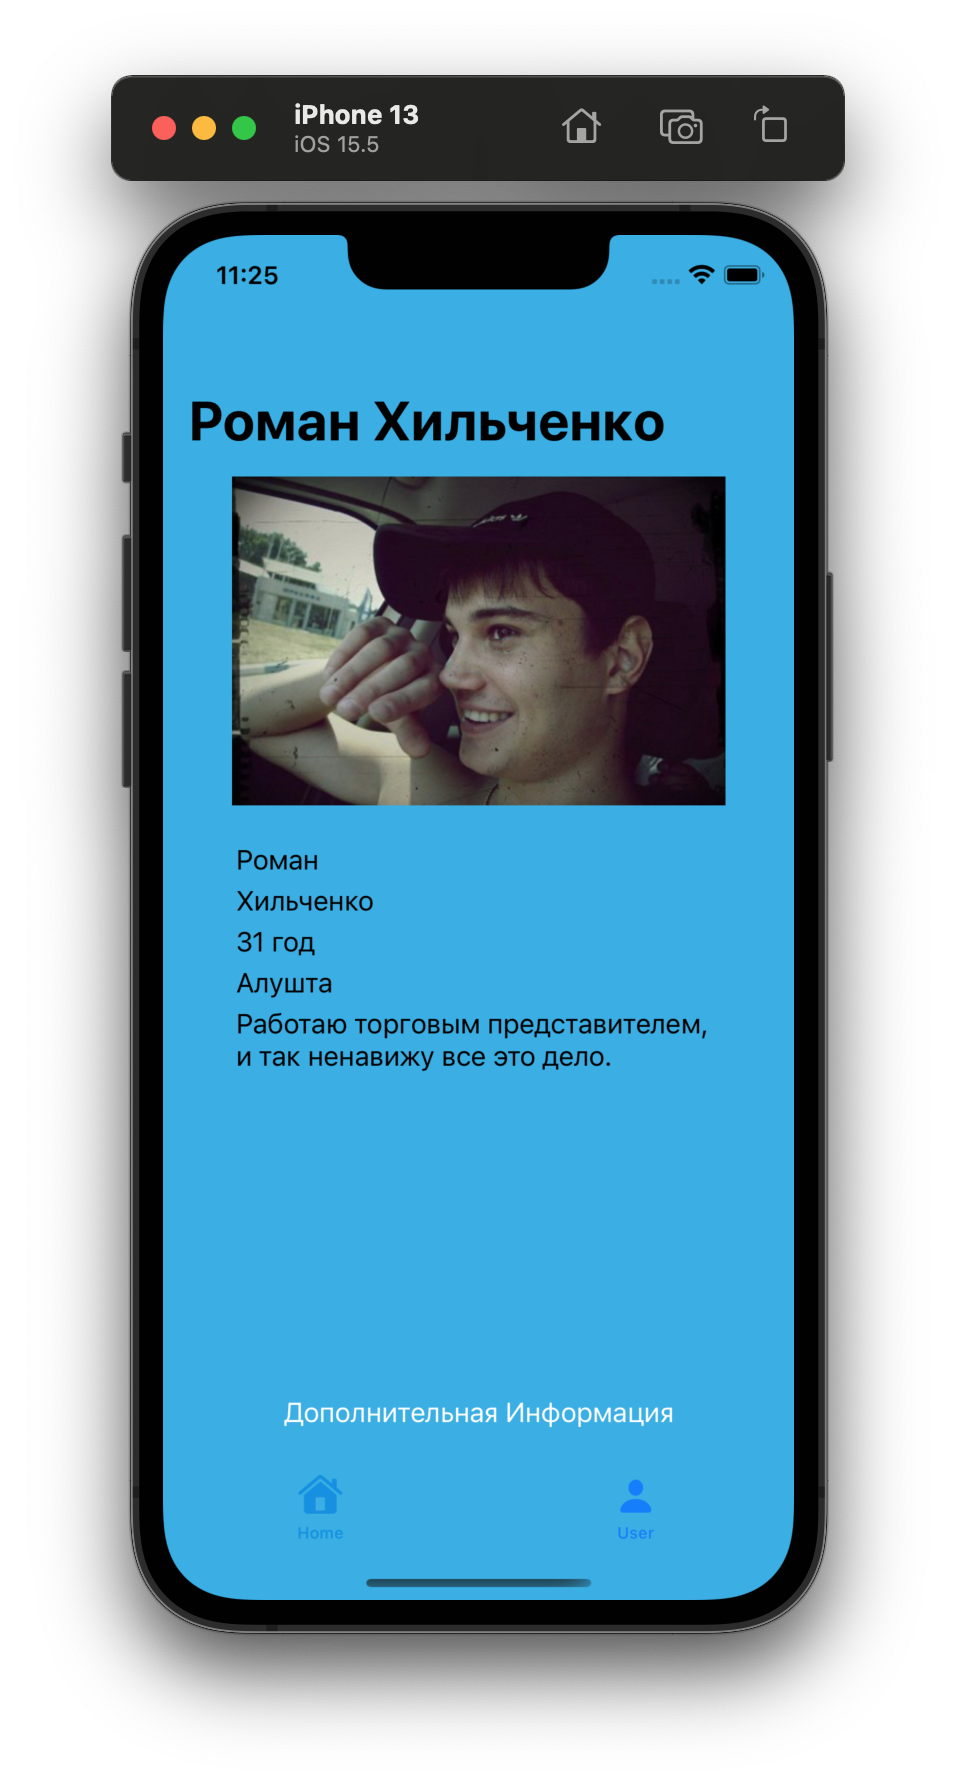 iPhone 13
iOS 15.5
11:25
Роман Хильченко
Роман
Хильченко
31 год
Алушта
Работаю торговым представителем,
и так ненавижу все это дело.
Дополнительная Информация
Home
User